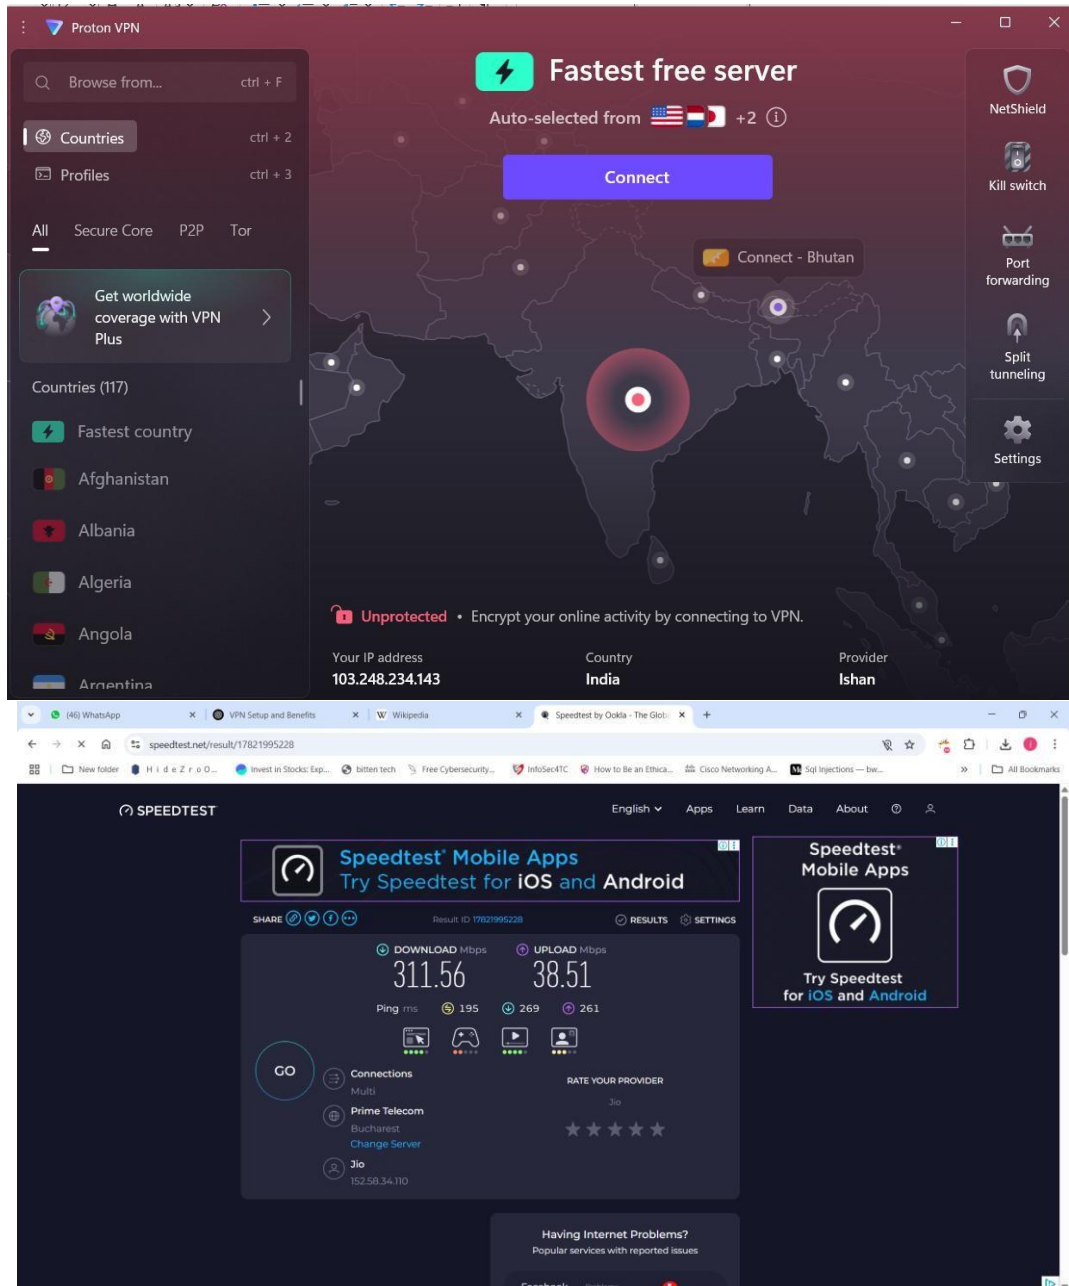 Proton VPN
Browse from... ctrl + F
Countries ctrl + 2
Profiles ctrl + 3
All Secure Core P2P Tor
Get worldwide
coverage with VPN
Plus
Countries (117)
Fastest country
Afghanistan
Albania
Algeria
Angola
Argentina
Fastest free server
Auto-selected from +2
Connect
Connect - Bhutan
Unprotected • Encrypt your online activity by connecting to VPN.
Your IP address Country Provider
103.248.234.143 India Ishan
NetShield
Kill switch
Port
forwarding
Split
tunneling
Settings
(46) WhatsApp VPN Setup and Benefits Wikipedia Speedtest by Ookla - The Glob
speedtest.net/result/17821995228
New folder H i d e Z r o O... Invest in Stocks: Exp... bitten tech Free Cybersecurity... InfoSec4TC How to Be an Ethica... Cisco Networking A... Sql Injections — bw... All Bookmarks
SPEEDTEST English Apps Learn Data About
Speedtest® Mobile Apps
Try Speedtest for iOS and Android
SHARE Result ID 17821995228 RESULTS SETTINGS
DOWNLOAD Mbps UPLOAD Mbps
311.56 38.51
Ping ms 195 269 261
GO
Connections
Multi
Prime Telecom
Bucharest
Change Server
Jio
152.58.34.110
RATE YOUR PROVIDER
Jio
Speedtest®
Mobile Apps
Try Speedtest
for iOS and Android
Having Internet Problems?
Popular services with reported issues
Facebook